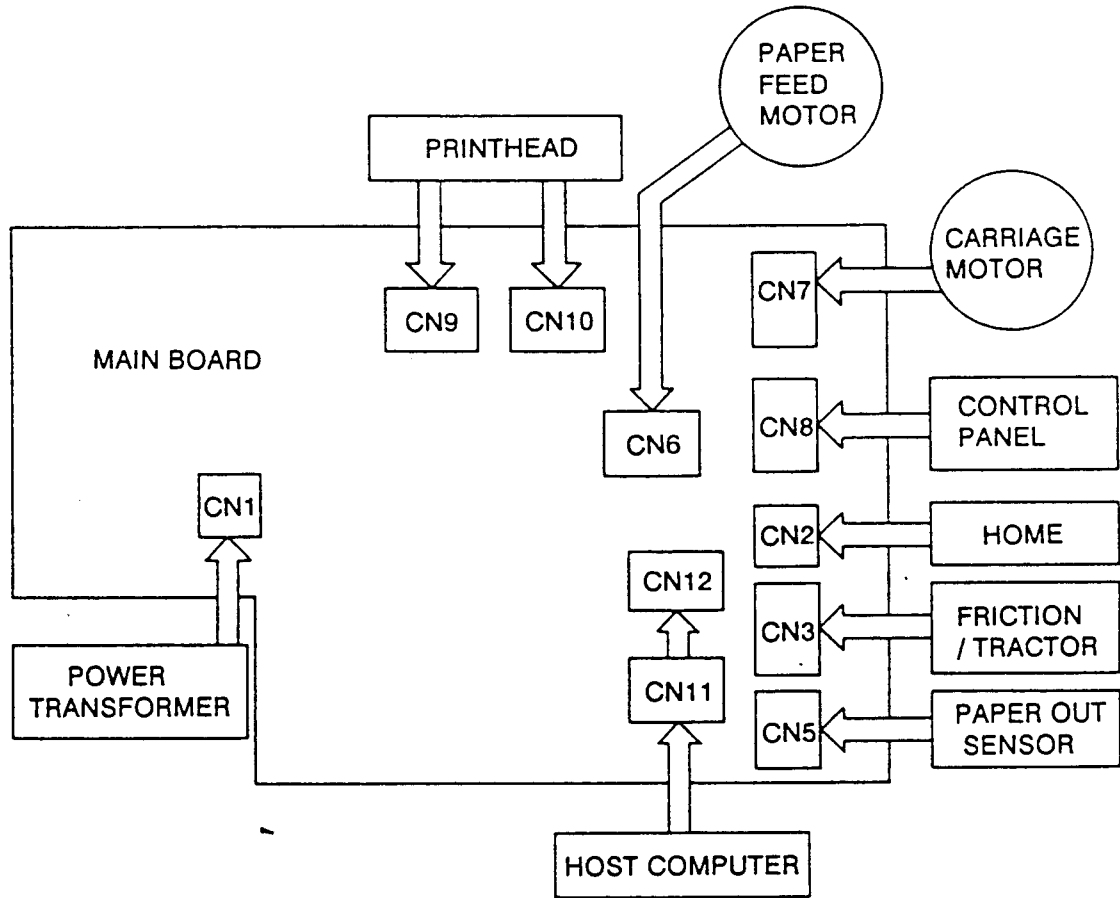 PAPER
FEED
MOTOR
PRINTHEAD
CARRIAGE
MOTOR
CN7
CN9
CN10
MAIN BOARD
CONTROL
PANEL
CN8
CN6
CN1
CN2
HOME
CN12
CN3
FRICTION
/ TRACTOR
POWER
TRANSFORMER
CN11
CN5
PAPER OUT
SENSOR
HOST COMPUTER